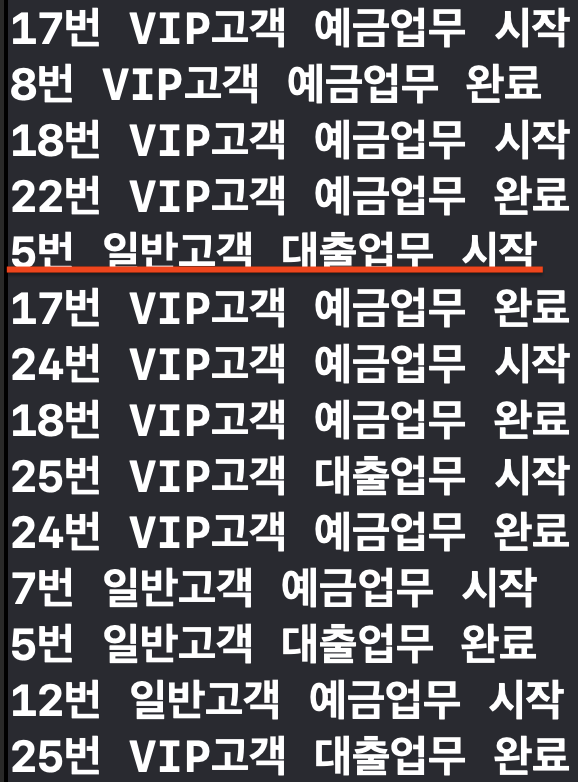 17번 VIP고객 예금업무 시작
8번 VIP고객 예금업무 완료
18번 VIP고객 예금업무 시작
22번 VIP고객 예금업무 완료
5번 일반고객 대출업무 시작
17번 VIP고객 예금업무 완료
24번 VIP고객 예금업무 시작
18번 VIP고객 예금업무 완료
25번 VIP고객 대출업무 시작
24번 VIP고객 예금업무 완료
7번 일반고객 예금업무 시작
5번 일반고객 대출업무 완료
12번 일반고객 예금업무 시작
25번 VIP고객 대출업무 완료